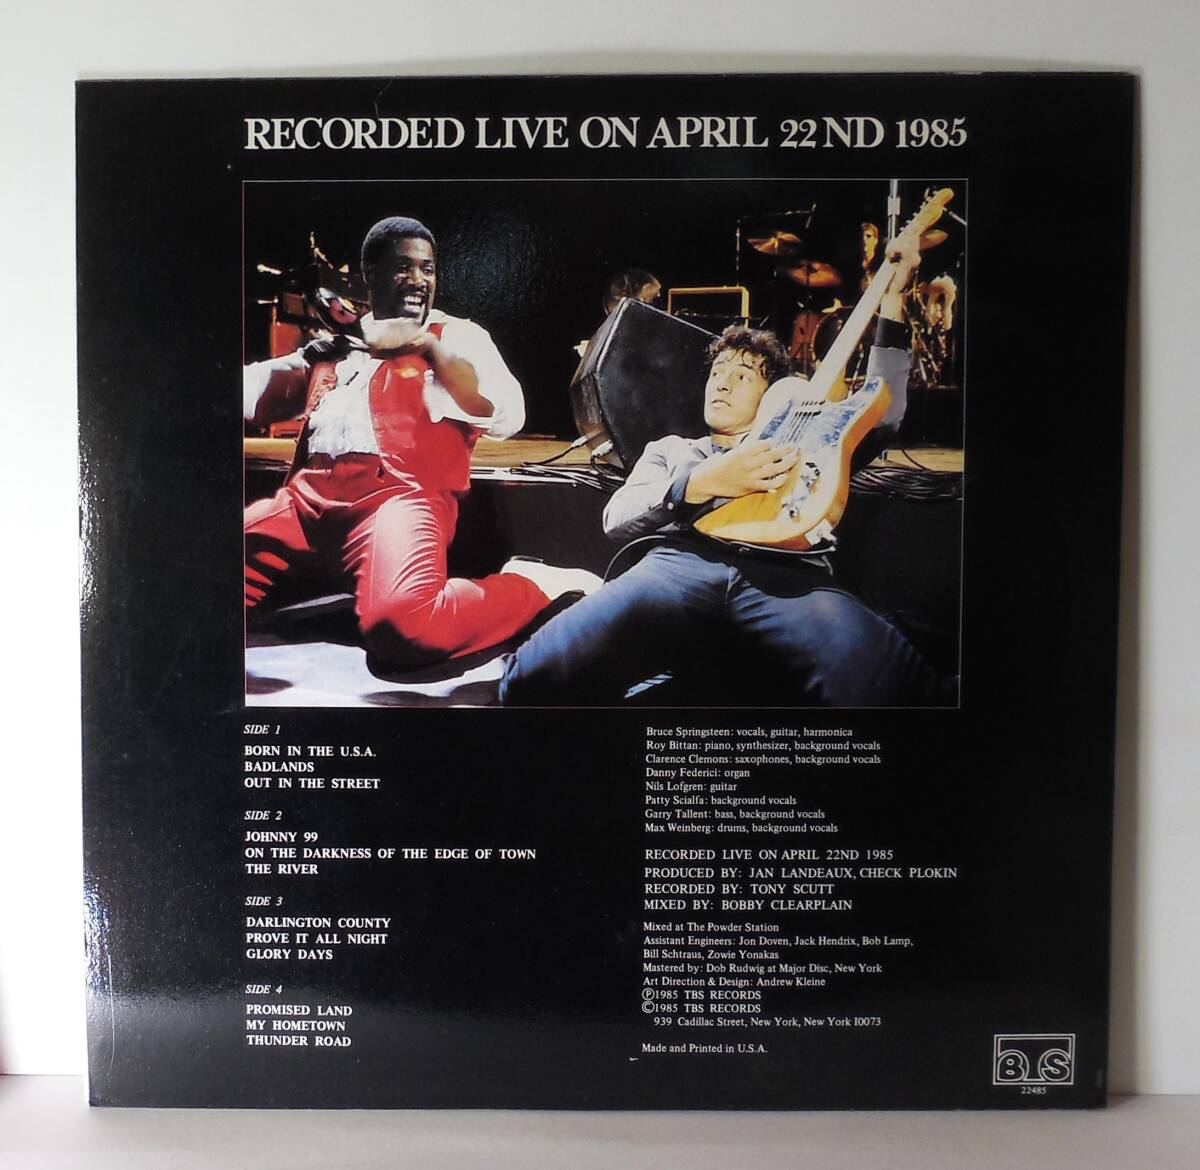 RECORDED LIVE ON APRIL 22ND 1985
SIDE 1
BORN IN THE U.S.A.
BADLANDS
OUT IN THE STREET
SIDE 2
JOHNNY 99
ON THE DARKNESS OF THE EDGE OF TOWN
THE RIVER
SIDE 3
DARLINGTON COUNTY
PROVE IT ALL NIGHT
GLORY DAYS
SIDE 4
PROMISED LAND
MY HOMETOWN
THUNDER ROAD
Bruce Springsteen: vocals, guitar, harmonica
Roy Bittan: piano, synthesizer, background vocals
Clarence Clemons: saxophones, background vocals
Danny Federici: organ
Nils Lofgren: guitar
Patty Scialfa: background vocals
Garry Tallent: bass, background vocals
Max Weinberg: drums, background vocals
RECORDED LIVE ON APRIL 22ND 1985
PRODUCED BY: JAN LANDEAUX, CHECK PLOKIN
RECORDED BY: TONY SCUTT
MIXED BY: BOBBY CLEARPLAIN
Mixed at The Powder Station
Assistant Engineers: Jon Doven, Jack Hendrix, Bob Lamp,
Bill Schtraus, Zowie Yonakas
Mastered by: Dob Rudwig at Major Disc, New York
Art Direction & Design: Andrew Kleine
Ⓟ1985 TBS RECORDS
©1985 TBS RECORDS
939 Cadillac Street, New York, New York I0073
Made and Printed in U.S.A.
BTS
22485